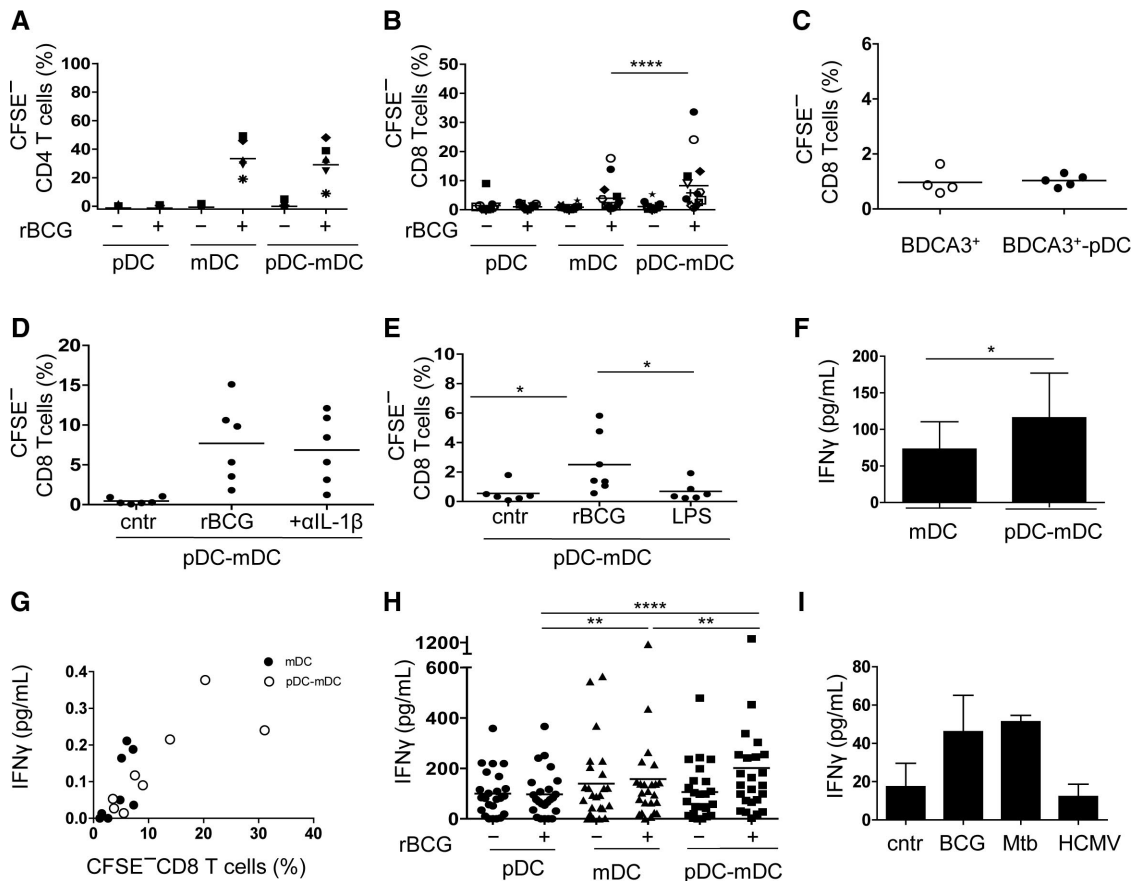 A
CFSE⁻
CD4 T cells (%)
100
80
60
40
20
0
rBCG
– + – + – +
pDC mDC pDC-mDC
B
CFSE⁻
CD8 Tcells (%)
50
40
30
20
10
0
****
rBCG
– + – + – +
pDC mDC pDC-mDC
C
CFSE⁻
CD8 Tcells (%)
6
4
2
0
BDCA3⁺ BDCA3⁺-pDC
D
CFSE⁻
CD8 Tcells (%)
20
15
10
5
0
cntr rBCG +αIL-1β
pDC-mDC
E
CFSE⁻
CD8 Tcells (%)
10
8
6
4
2
0
* *
cntr rBCG LPS
pDC-mDC
F
IFNγ (pg/mL)
200
150
100
50
0
*
mDC pDC-mDC
G
IFNγ (pg/mL)
0.4
0.3
0.2
0.1
0.0
mDC
pDC-mDC
0 10 20 30 40
CFSE⁻CD8 T cells (%)
H
IFNγ (pg/mL)
1200
600
400
200
0
****
** **
rBCG
– + – + – +
pDC mDC pDC-mDC
I
IFNγ (pg/mL)
80
60
40
20
0
cntr BCG Mtb HCMV